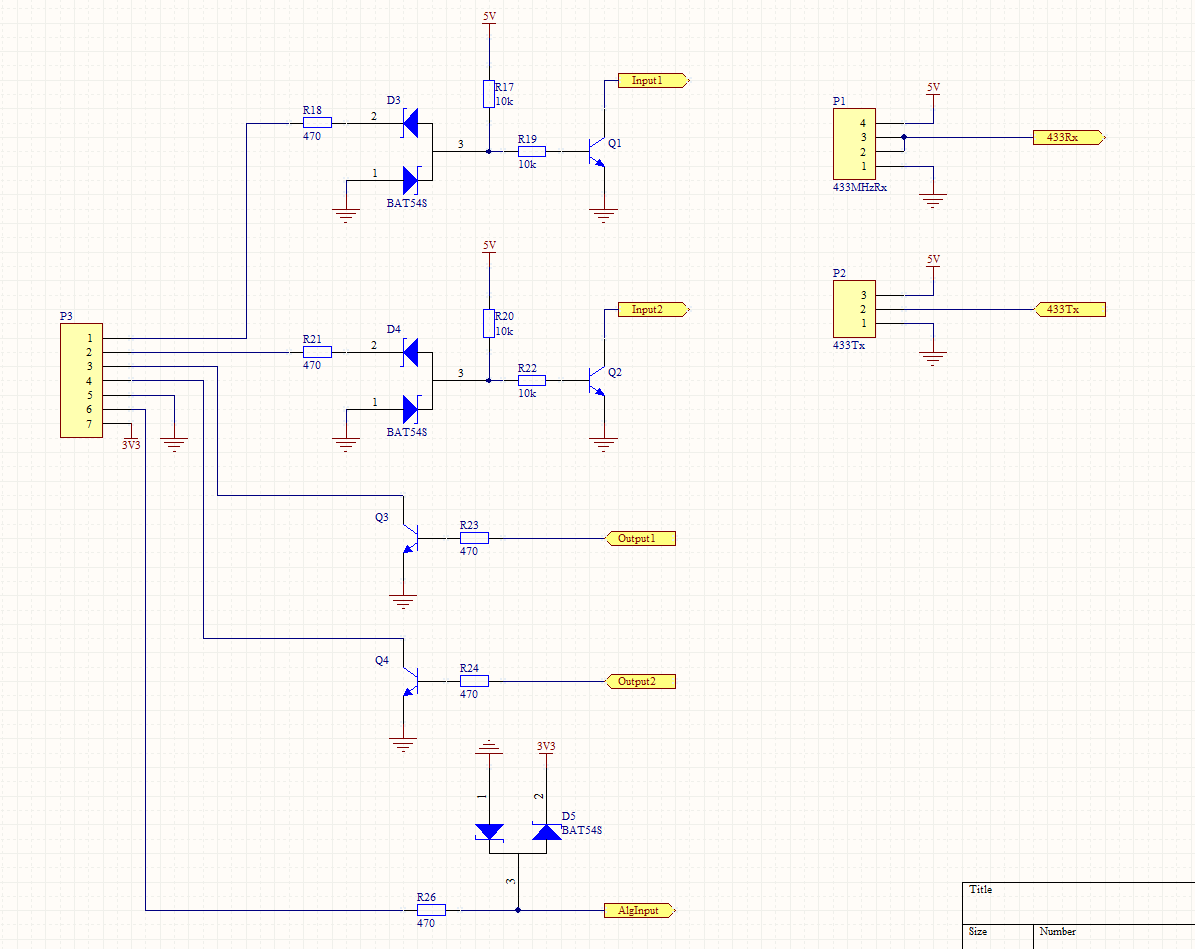 5V
R17
10k
Input1
D3
R18
2
470
R19
3
10k
Q1
1
BAT548
P1
5V
4
3
2
1
433Rx
433MHzRx
5V
R20
10k
Input2
D4
R21
2
470
R22
3
10k
Q2
1
BAT548
P2
5V
3
2
1
433Tx
433Tx
P3
1
2
3
4
5
6
7
3V3
Q3
R23
470
Output1
Q4
R24
470
Output2
3V3
1
2
D5
BAT548
3
R26
470
AlgInput
Title
Size
Number